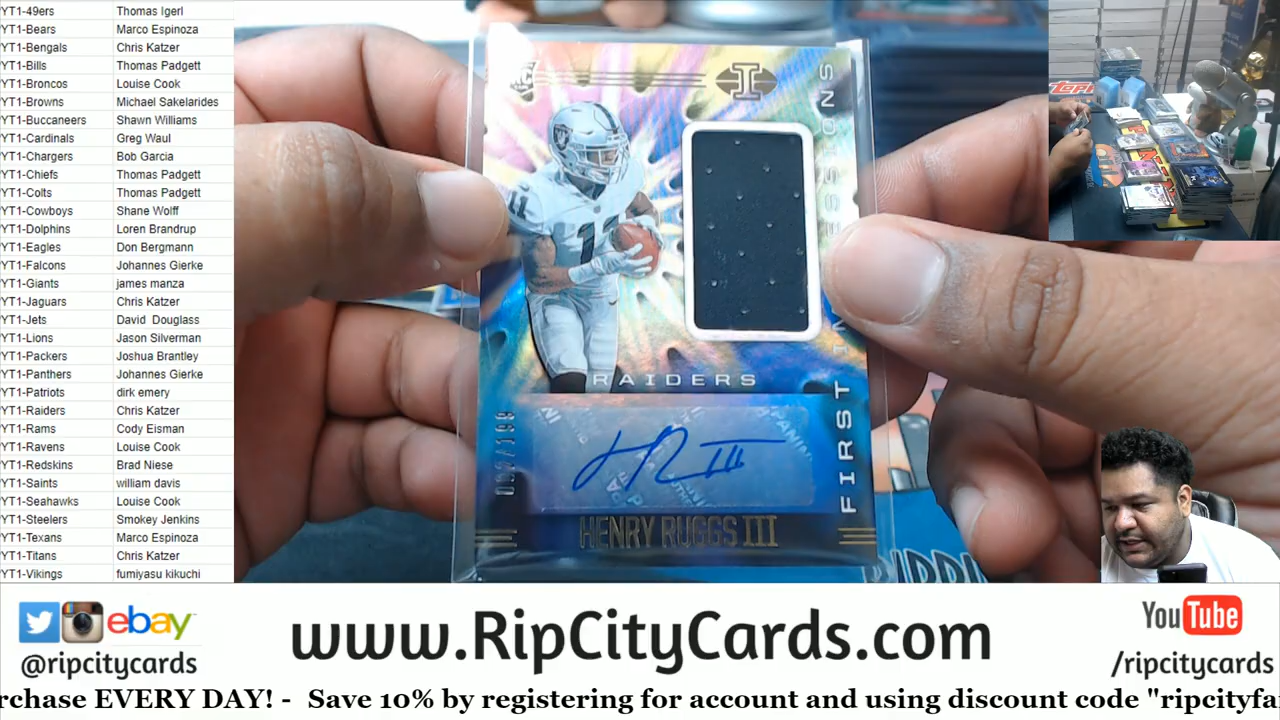 YT1-49ers Thomas Igerl
YT1-Bears Marco Espinoza
YT1-Bengals Chris Katzer
YT1-Bills Thomas Padgett
YT1-Broncos Louise Cook
YT1-Browns Michael Sakelarides
YT1-Buccaneers Shawn Williams
YT1-Cardinals Greg Waul
YT1-Chargers Bob Garcia
YT1-Chiefs Thomas Padgett
YT1-Colts Thomas Padgett
YT1-Cowboys Shane Wolff
YT1-Dolphins Loren Brandrup
YT1-Eagles Don Bergmann
YT1-Falcons Johannes Gierke
YT1-Giants james manza
YT1-Jaguars Chris Katzer
YT1-Jets David Douglass
YT1-Lions Jason Silverman
YT1-Packers Joshua Brantley
YT1-Panthers Johannes Gierke
YT1-Patriots dirk emery
YT1-Raiders Chris Katzer
YT1-Rams Cody Eisman
YT1-Ravens Louise Cook
YT1-Redskins Brad Niese
YT1-Saints william davis
YT1-Seahawks Louise Cook
YT1-Steelers Smokey Jenkins
YT1-Texans Marco Espinoza
YT1-Titans Chris Katzer
YT1-Vikings fumiyasu kikuchi
I
11
RAIDERS
FIRST
HENRY RUGGS III
PANINI
Topps
ebay
@ripcitycards
www.RipCityCards.com
YouTube
/ripcitycards
rchase EVERY DAY! - Save 10% by registering for account and using discount code "ripcityfa